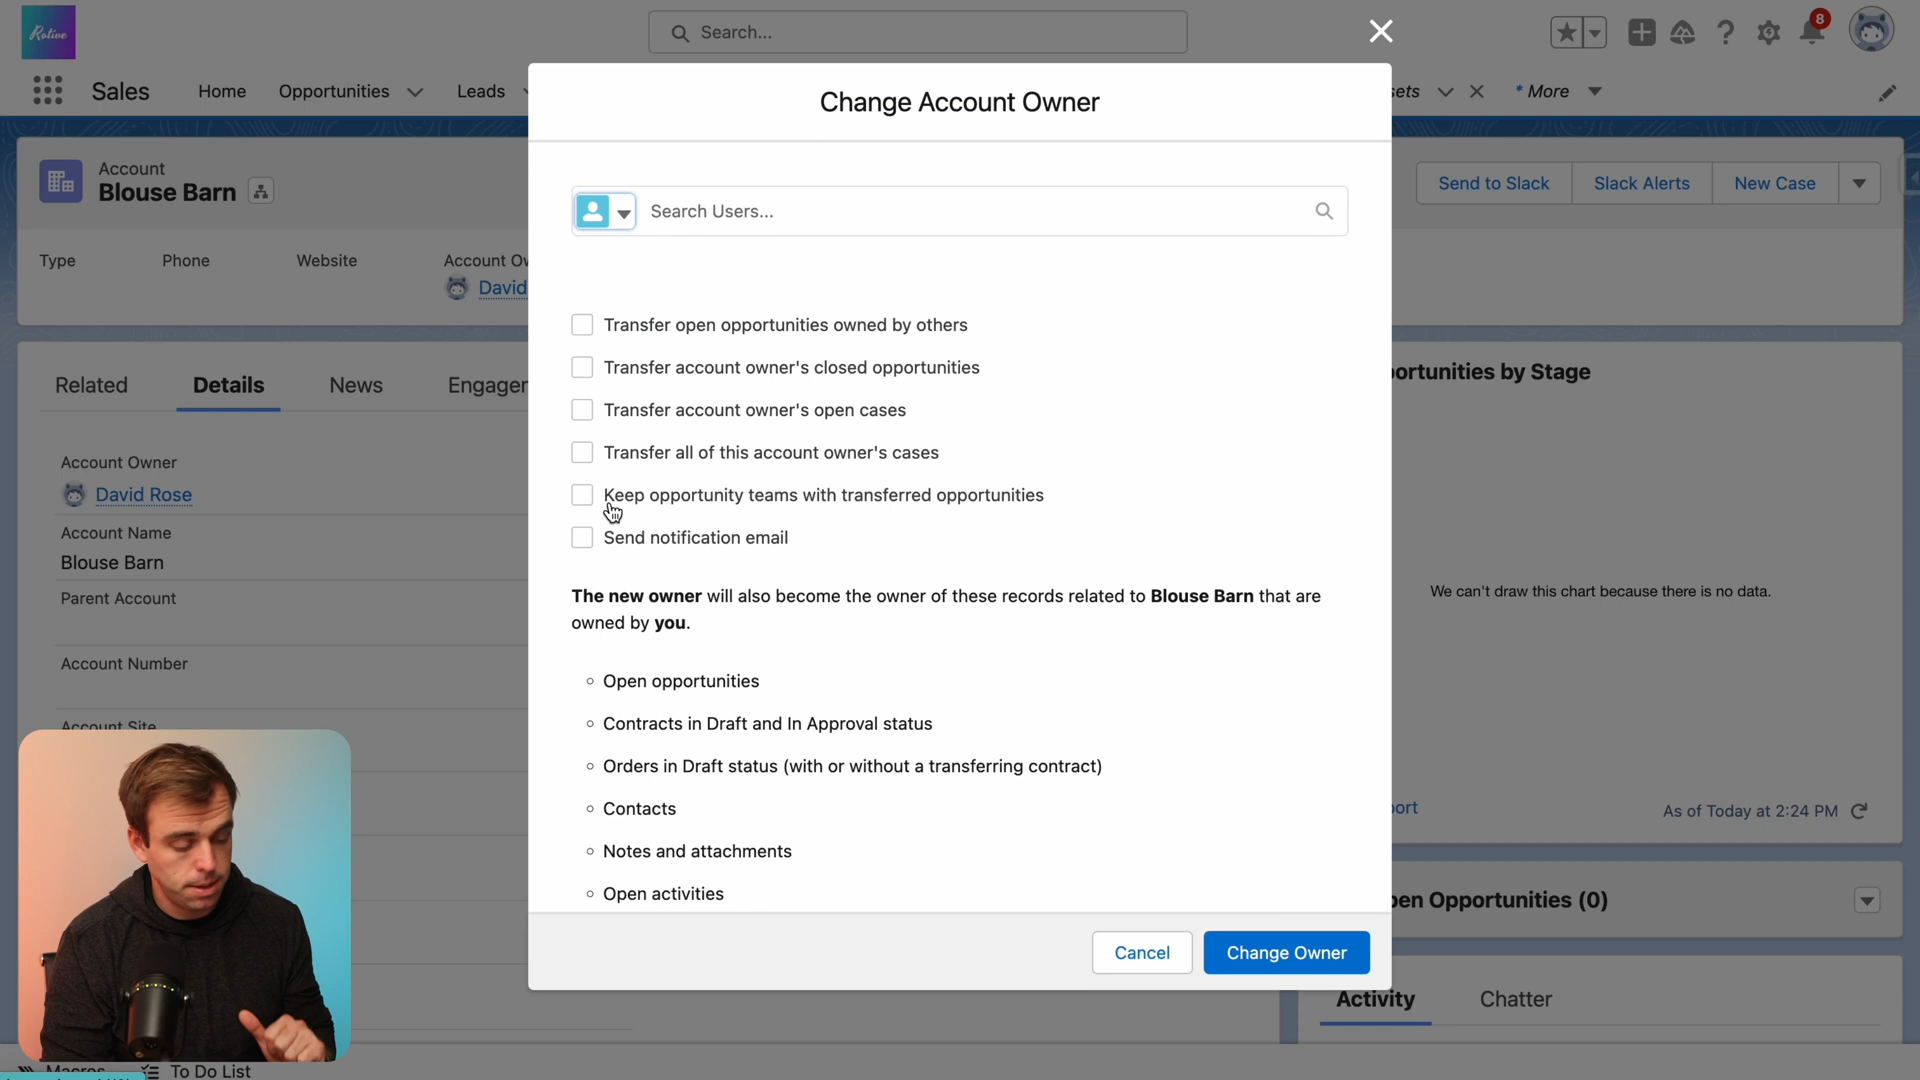 Rotive
Search...
8
Sales
Home
Opportunities
Leads
sets
* More
Change Account Owner
Account
Blouse Barn
Send to Slack
Slack Alerts
New Case
Search Users...
Type
Phone
Website
Account Ow
David
Transfer open opportunities owned by others
Transfer account owner's closed opportunities
Transfer account owner's open cases
Transfer all of this account owner's cases
Keep opportunity teams with transferred opportunities
Send notification email
Related
Details
News
Engager
portunities by Stage
Account Owner
David Rose
Account Name
Blouse Barn
Parent Account
Account Number
Account Site
We can't draw this chart because there is no data.
The new owner will also become the owner of these records related to Blouse Barn that are
owned by you.
Open opportunities
Contracts in Draft and In Approval status
Orders in Draft status (with or without a transferring contract)
Contacts
Notes and attachments
Open activities
port
As of Today at 2:24 PM
pen Opportunities (0)
Cancel
Change Owner
Activity
Chatter
Macros
To Do List